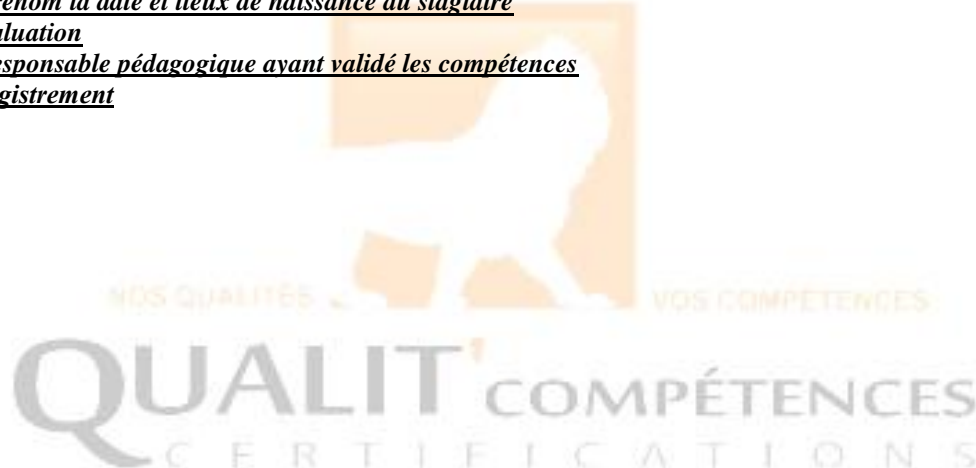 rénom la date et lieux de naissance du stagiaire
aluation
esponsable pédagogique ayant validé les compétences
gistrement
NOS QUALITÉS
VOS COMPÉTENCES
QUALIT' COMPÉTENCES
CERTIFICATIONS